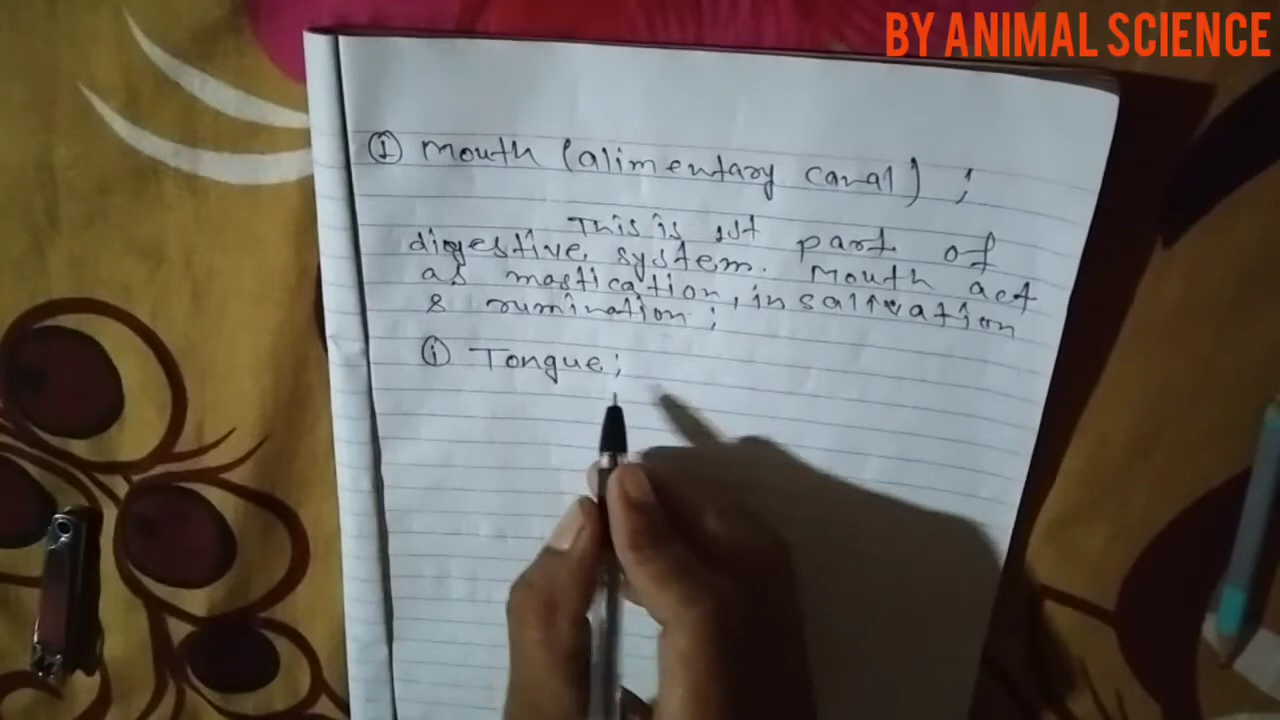 BY ANIMAL SCIENCE
① Mouth (alimentary canal) ;
This is 1st part of
digestive system. Mouth act
as mastication, insalivation
& rumination ;
① Tongue ;